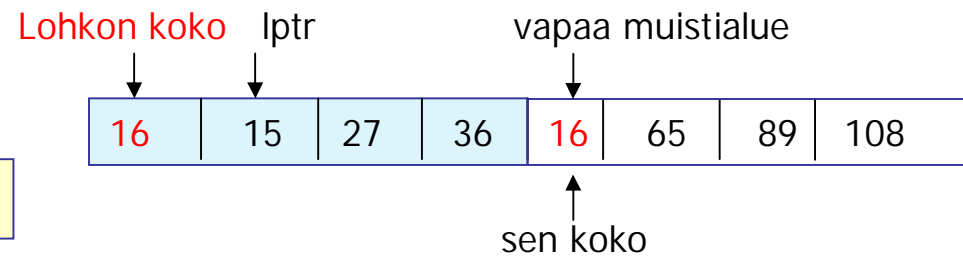 Lohkon koko lptr vapaa muistialue
16 15 27 36 16 65 89 108
sen koko